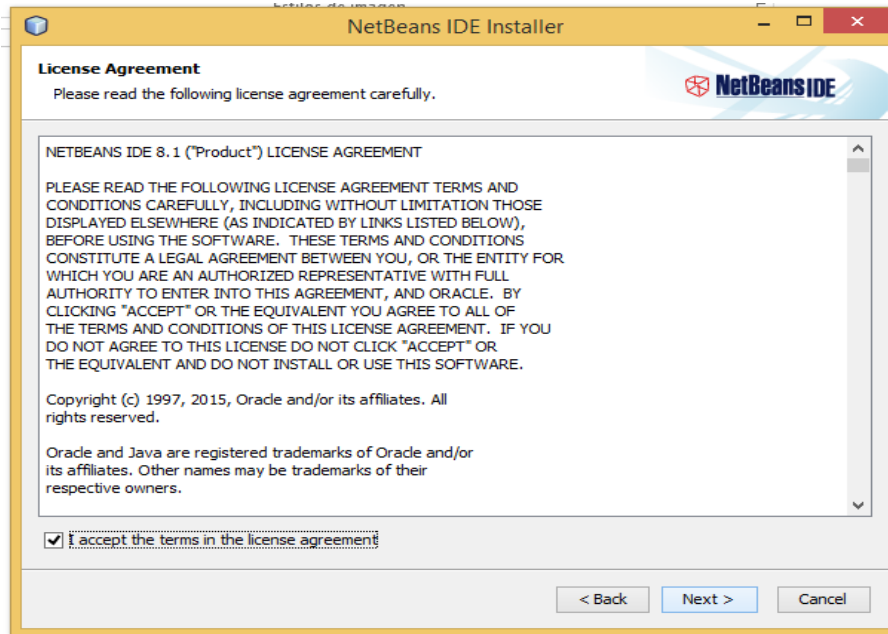 Estilos de imagen
NetBeans IDE Installer
License Agreement
Please read the following license agreement carefully.
NetBeans IDE
NETBEANS IDE 8.1 ("Product") LICENSE AGREEMENT
PLEASE READ THE FOLLOWING LICENSE AGREEMENT TERMS AND
CONDITIONS CAREFULLY, INCLUDING WITHOUT LIMITATION THOSE
DISPLAYED ELSEWHERE (AS INDICATED BY LINKS LISTED BELOW),
BEFORE USING THE SOFTWARE.  THESE TERMS AND CONDITIONS
CONSTITUTE A LEGAL AGREEMENT BETWEEN YOU, OR THE ENTITY FOR
WHICH YOU ARE AN AUTHORIZED REPRESENTATIVE WITH FULL
AUTHORITY TO ENTER INTO THIS AGREEMENT, AND ORACLE.  BY
CLICKING "ACCEPT" OR THE EQUIVALENT YOU AGREE TO ALL OF
THE TERMS AND CONDITIONS OF THIS LICENSE AGREEMENT.  IF YOU
DO NOT AGREE TO THIS LICENSE DO NOT CLICK "ACCEPT" OR
THE EQUIVALENT AND DO NOT INSTALL OR USE THIS SOFTWARE.
Copyright (c) 1997, 2015, Oracle and/or its affiliates. All
rights reserved.
Oracle and Java are registered trademarks of Oracle and/or
its affiliates. Other names may be trademarks of their
respective owners.
I accept the terms in the license agreement
< Back
Next >
Cancel